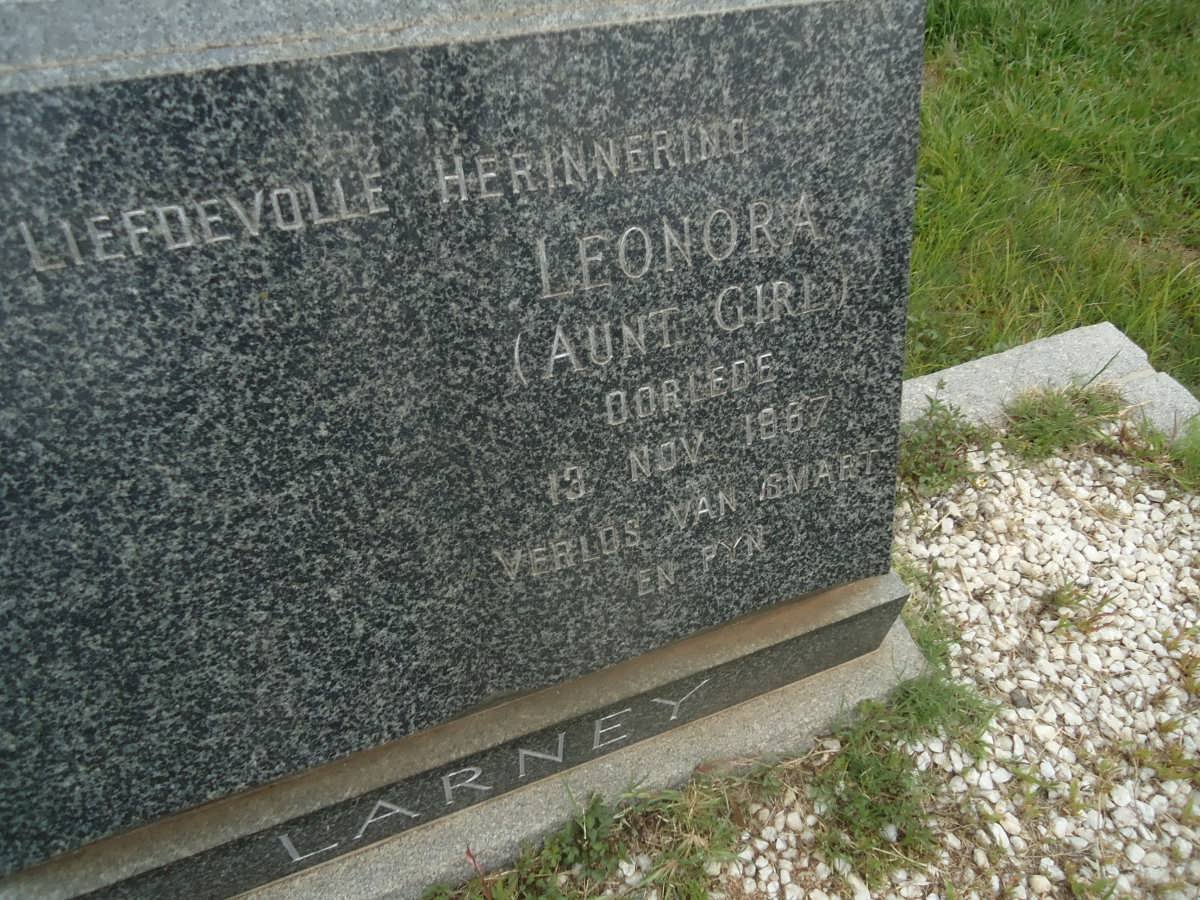 LIEFDEVOLLE HERINNERING
LEONORA
(AUNT GIRL)
OORLEDE
13 NOV. 1967
VERLOS VAN SMART
EN PYN
LARNEY